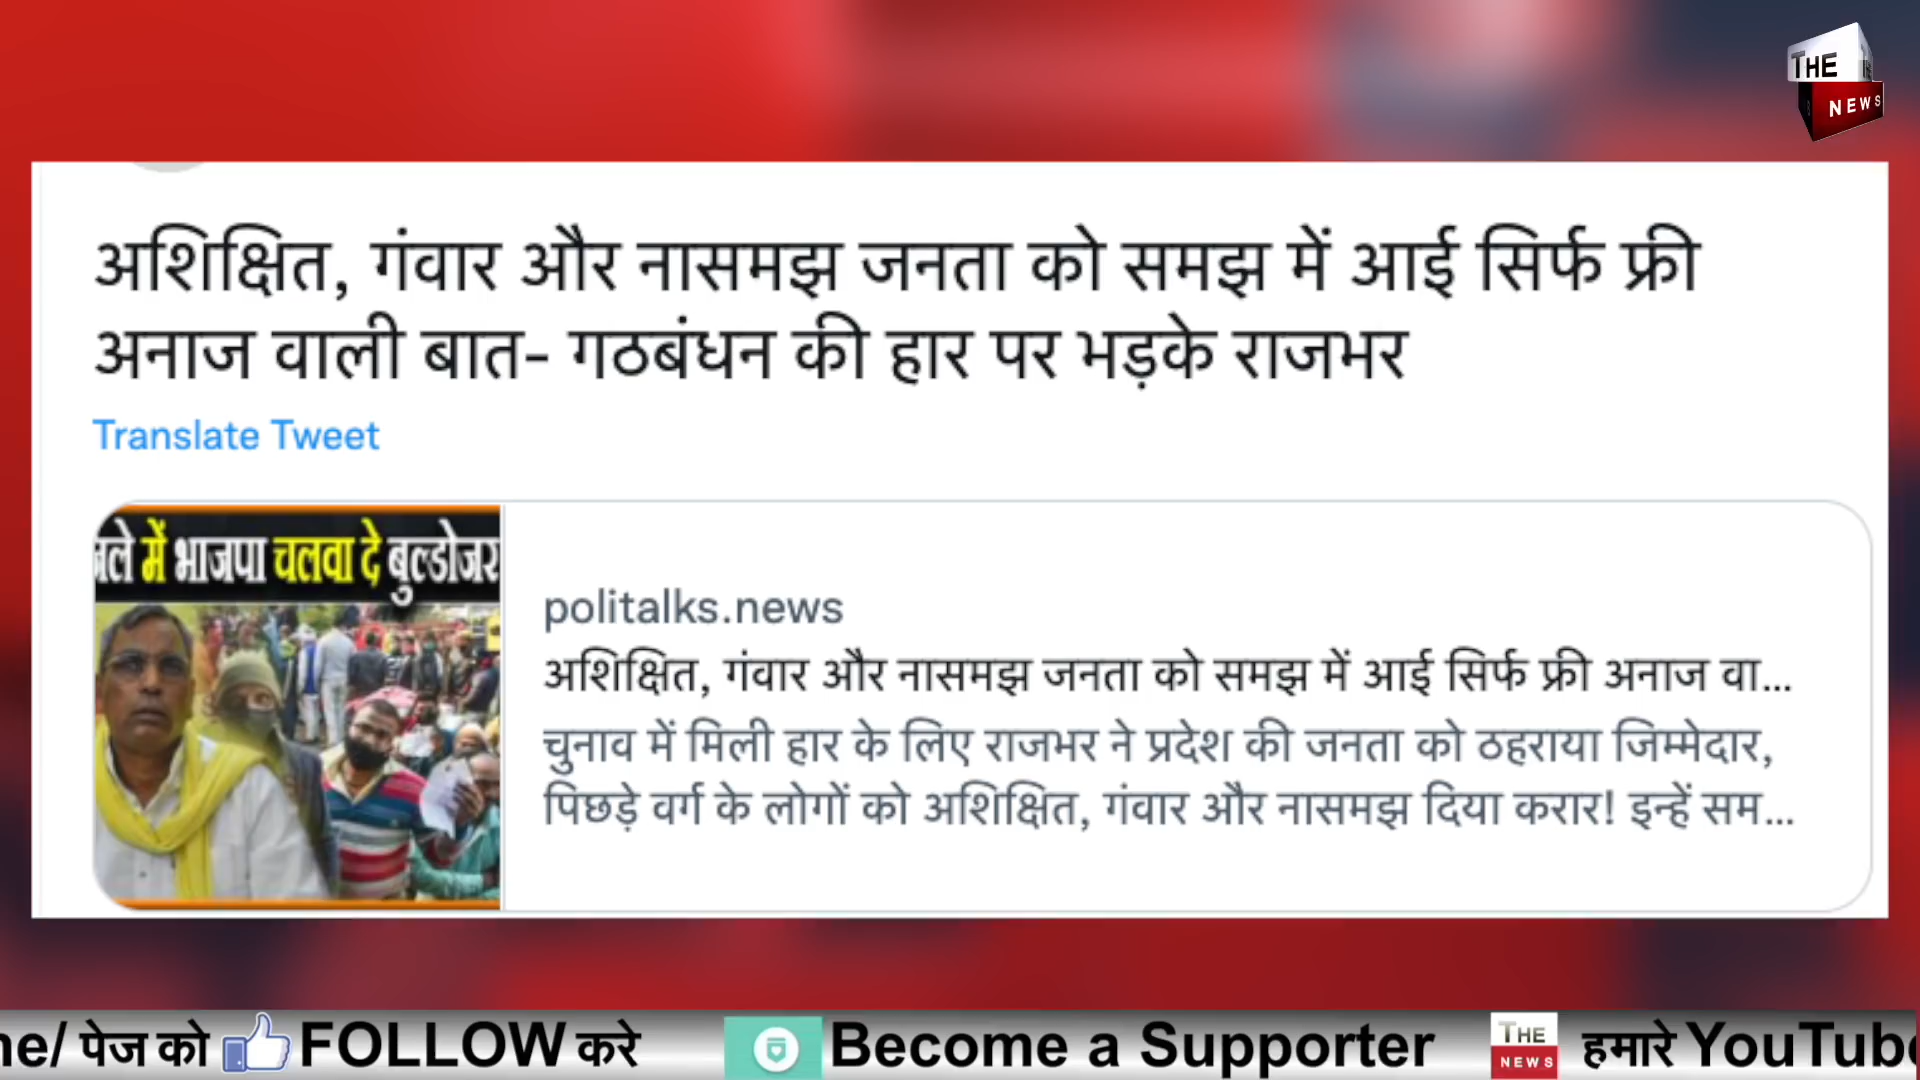 THE
NEWS
अशिक्षित, गंवार और नासमझ जनता को समझ में आई सिर्फ फ्री
अनाज वाली बात- गठबंधन की हार पर भड़के राजभर
Translate Tweet
में भाजपा चलवा दे बुल्डोजर
politalks.news
अशिक्षित, गंवार और नासमझ जनता को समझ में आई सिर्फ फ्री अनाज वा...
चुनाव में मिली हार के लिए राजभर ने प्रदेश की जनता को ठहराया जिम्मेदार,
पिछड़े वर्ग के लोगों को अशिक्षित, गंवार और नासमझ दिया करार! इन्हें सम...
पेज को FOLLOW करे Become a Supporter THE NEWS हमारे YouTube